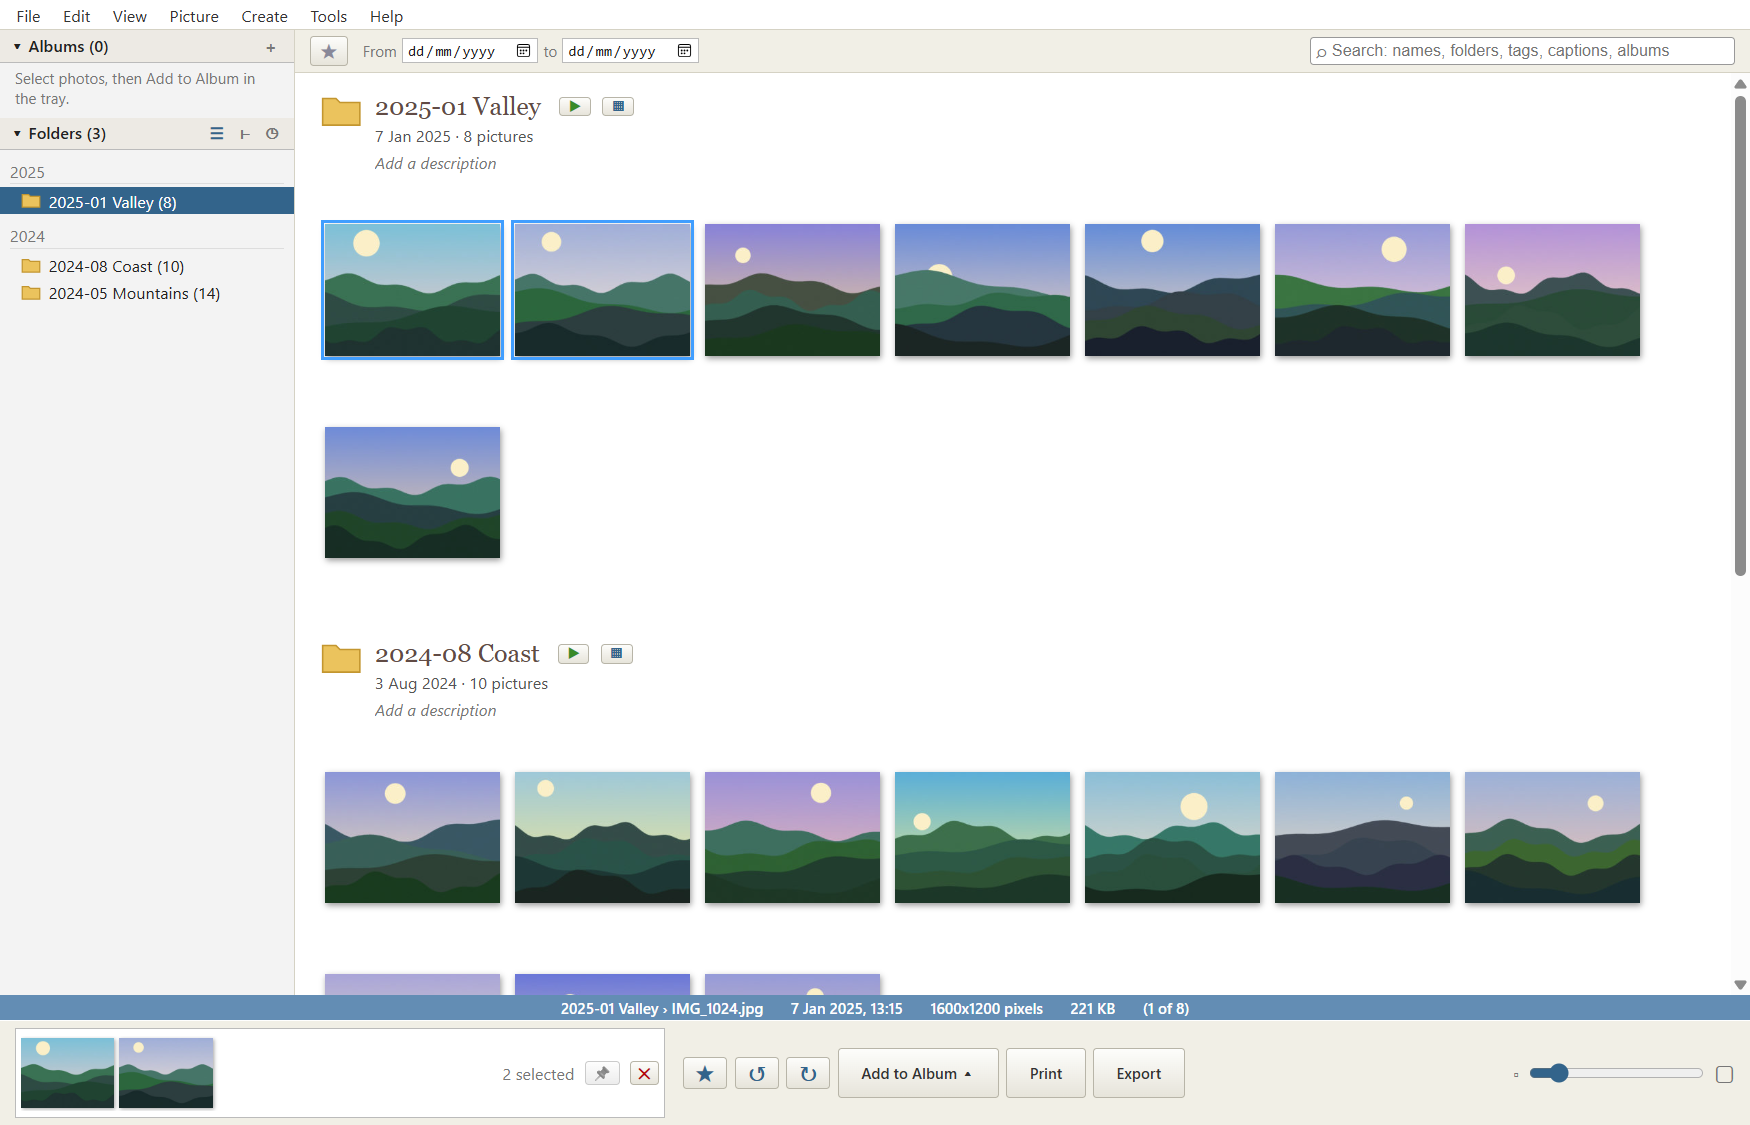 File Edit View Picture Create Tools Help
Albums (0)
Select photos, then Add to Album in
the tray.
Folders (3)
2025
2025-01 Valley (8)
2024
2024-08 Coast (10)
2024-05 Mountains (14)
From dd/mm/yyyy to dd/mm/yyyy
Search: names, folders, tags, captions, albums
2025-01 Valley
7 Jan 2025 · 8 pictures
Add a description
2024-08 Coast
3 Aug 2024 · 10 pictures
Add a description
2025-01 Valley › IMG_1024.jpg 7 Jan 2025, 13:15 1600x1200 pixels 221 KB (1 of 8)
2 selected
Add to Album Print Export